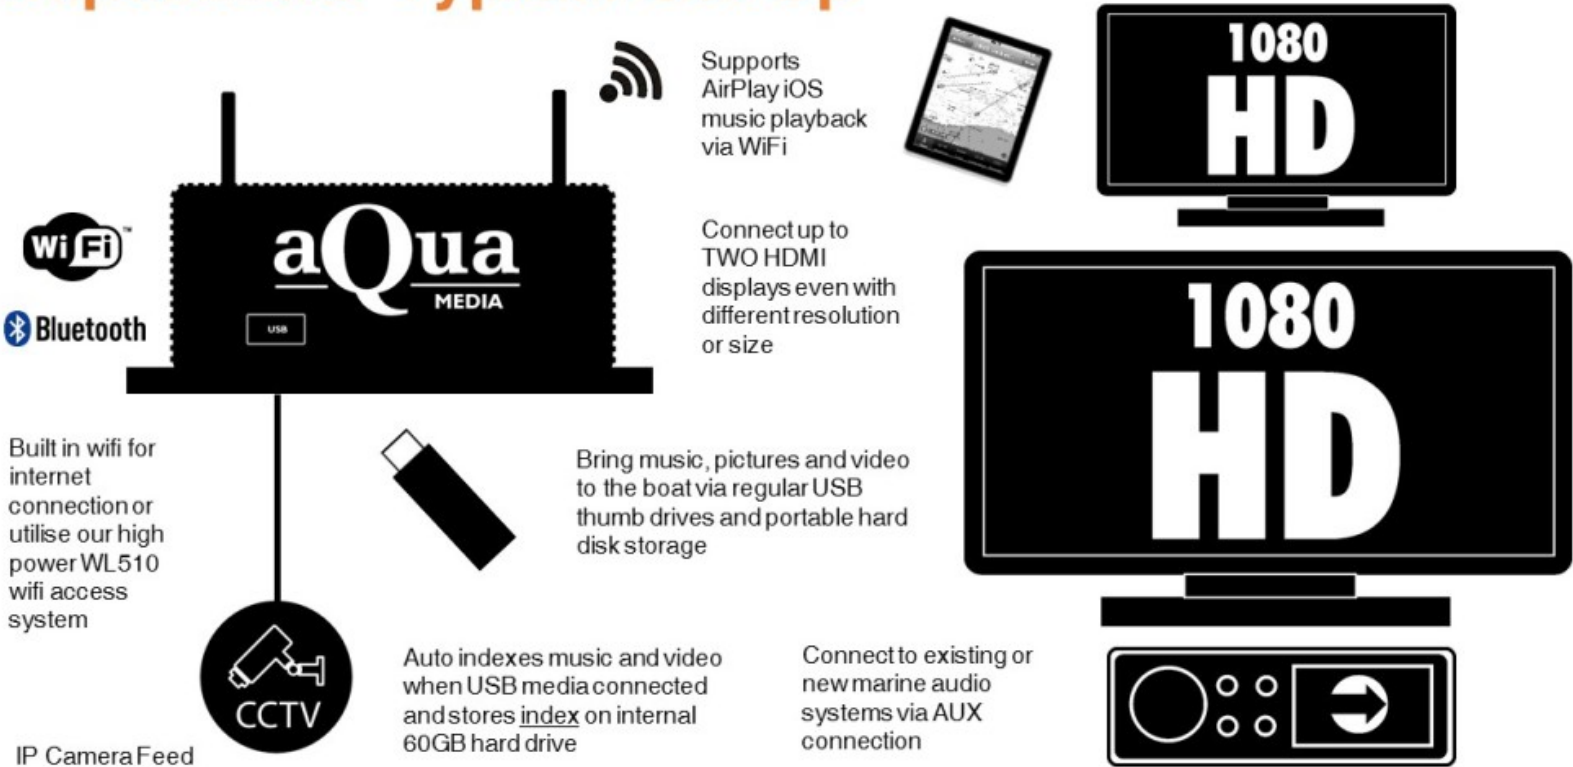 Supports
AirPlay iOS
music playback
via WiFi
1080
HD
WiFi™
Bluetooth
aQua
MEDIA
USB
Connect up to
TWO HDMI
displays even with
different resolution
or size
1080
HD
Built in wifi for
internet
connection or
utilise our high
power WL510
wifi access
system
Bring music, pictures and video
to the boat via regular USB
thumb drives and portable hard
disk storage
CCTV
IP Camera Feed
Auto indexes music and video
when USB media connected
and stores index on internal
60GB hard drive
Connect to existing or
new marine audio
systems via AUX
connection